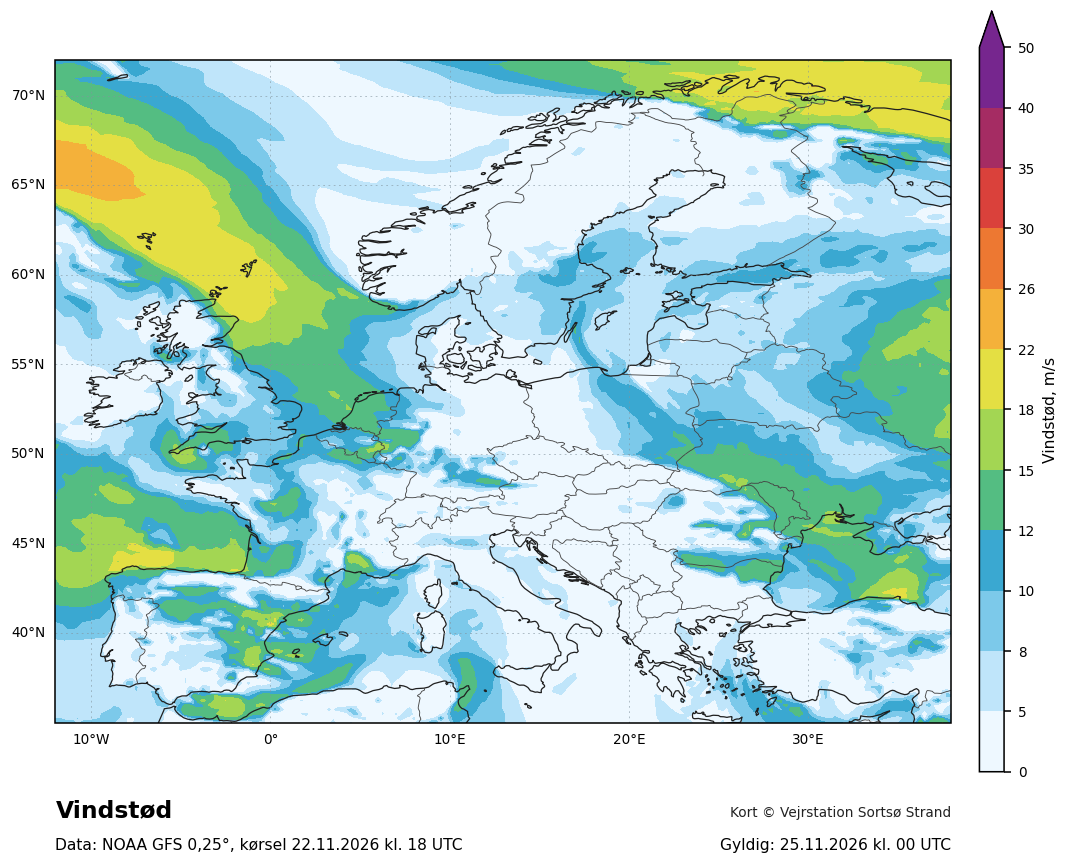 50
40
35
30
26
22
18
15
12
10
8
5
0
Vindstød, m/s
70°N
65°N
60°N
55°N
50°N
45°N
40°N
10°W
0°
10°E
20°E
30°E
Vindstød
Kort © Vejrstation Sortsø Strand
Data: NOAA GFS 0,25°, kørsel 22.11.2026 kl. 18 UTC
Gyldig: 25.11.2026 kl. 00 UTC